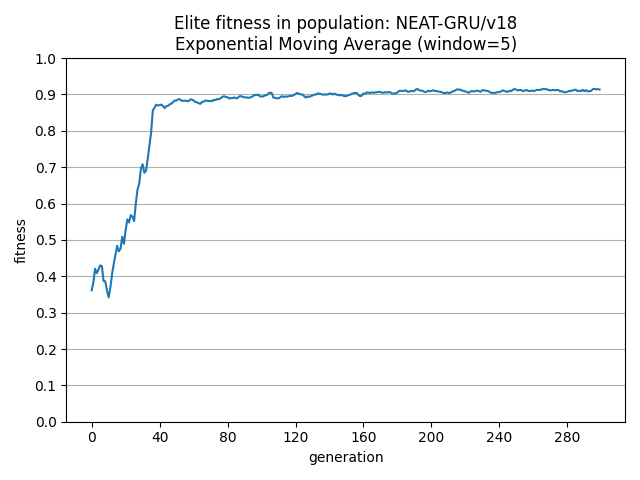 Elite fitness in population: NEAT-GRU/v18
Exponential Moving Average (window=5)
1.0
0.9
0.8
0.7
0.6
0.5
0.4
0.3
0.2
0.1
0.0
fitness
0 40 80 120 160 200 240 280
generation